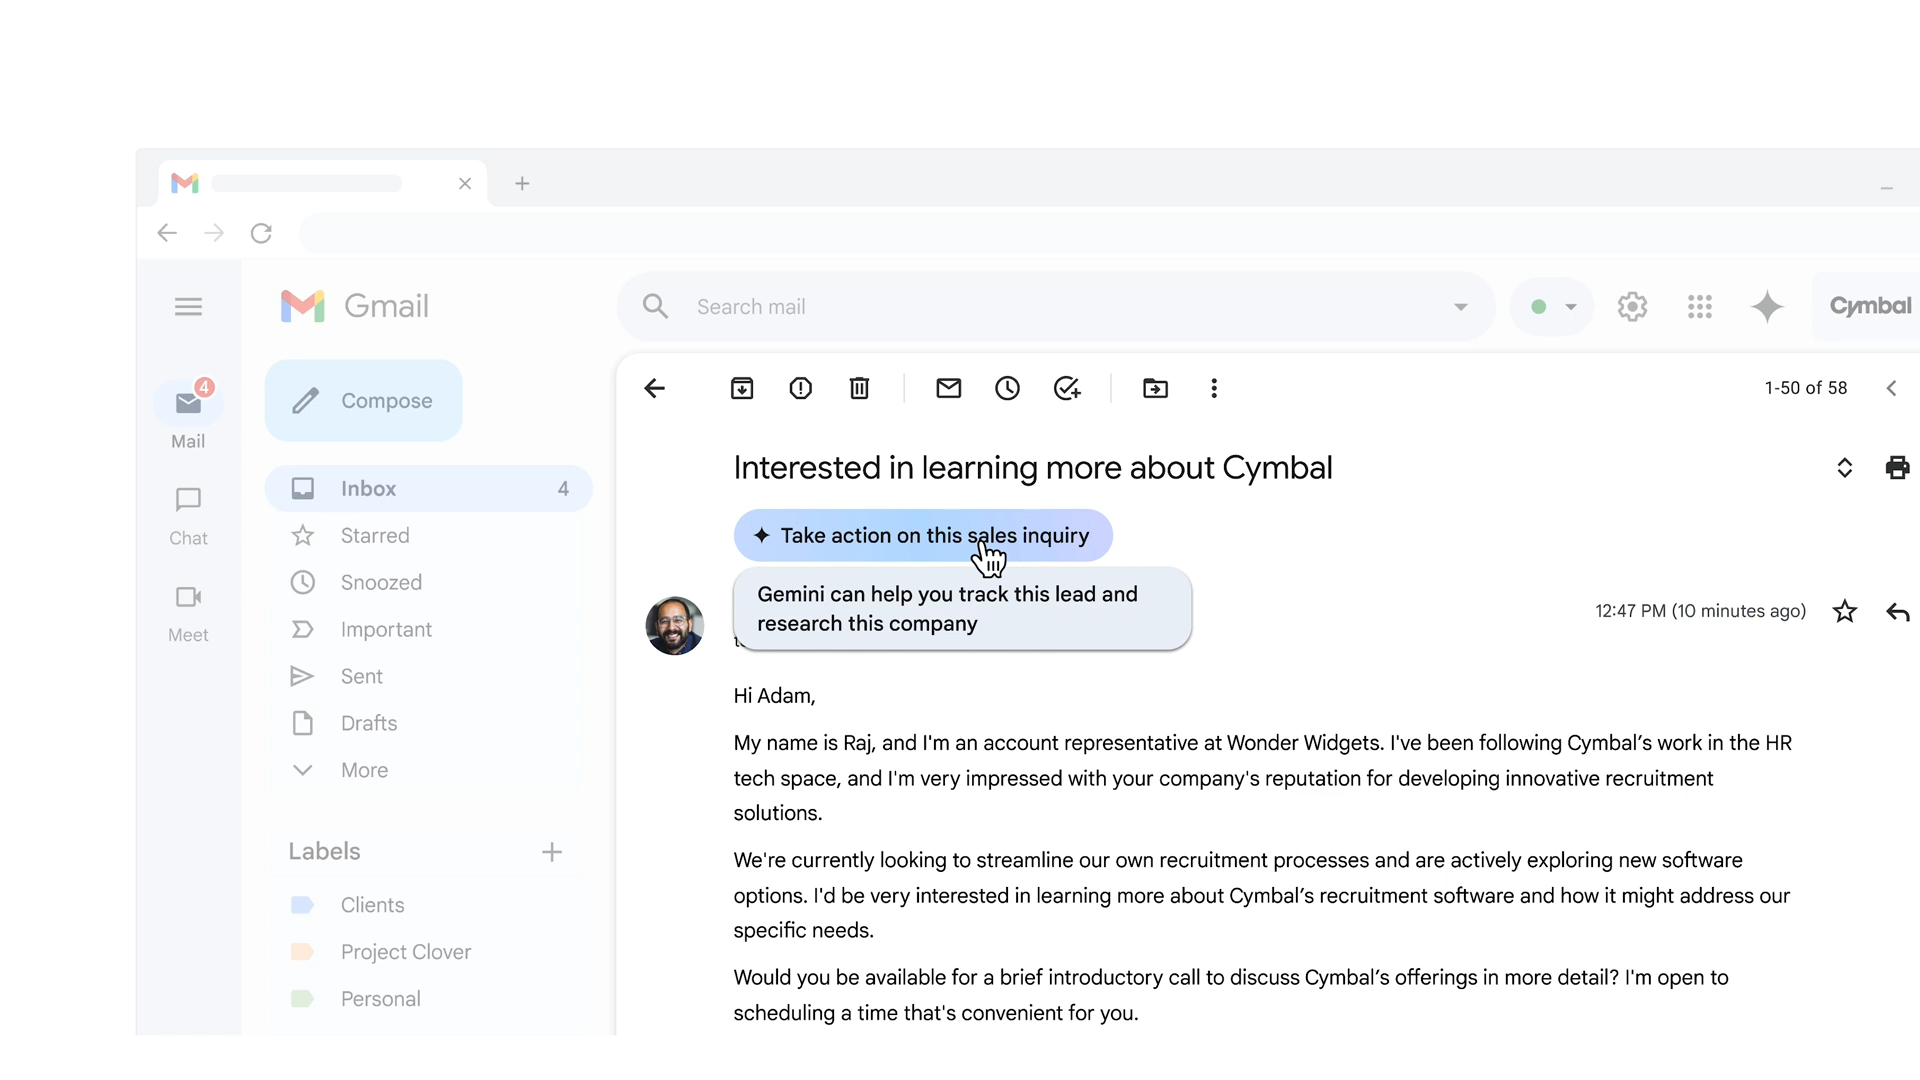 Gmail
Search mail
Cymbal
4
Mail
Chat
Meet
Compose
Inbox 4
Starred
Snoozed
Important
Sent
Drafts
More
Labels
Clients
Project Clover
Personal
1-50 of 58
Interested in learning more about Cymbal
Take action on this sales inquiry
Gemini can help you track this lead and
research this company
12:47 PM (10 minutes ago)
Hi Adam,
My name is Raj, and I'm an account representative at Wonder Widgets. I've been following Cymbal’s work in the HR
tech space, and I'm very impressed with your company's reputation for developing innovative recruitment
solutions.
We're currently looking to streamline our own recruitment processes and are actively exploring new software
options. I'd be very interested in learning more about Cymbal’s recruitment software and how it might address our
specific needs.
Would you be available for a brief introductory call to discuss Cymbal’s offerings in more detail? I'm open to
scheduling a time that's convenient for you.